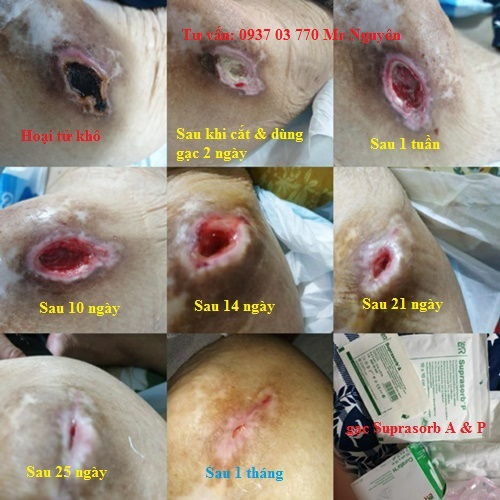 Tư vấn: 0937 03 770 Mr Nguyên
Hoại tử khô
Sau khi cắt & dùng
gạc 2 ngày
Sau 1 tuần
Sau 10 ngày
Sau 14 ngày
Sau 21 ngày
Sau 25 ngày
Sau 1 tháng
Suprasorb A
Suprasorb P
gạc Suprasorb A & P